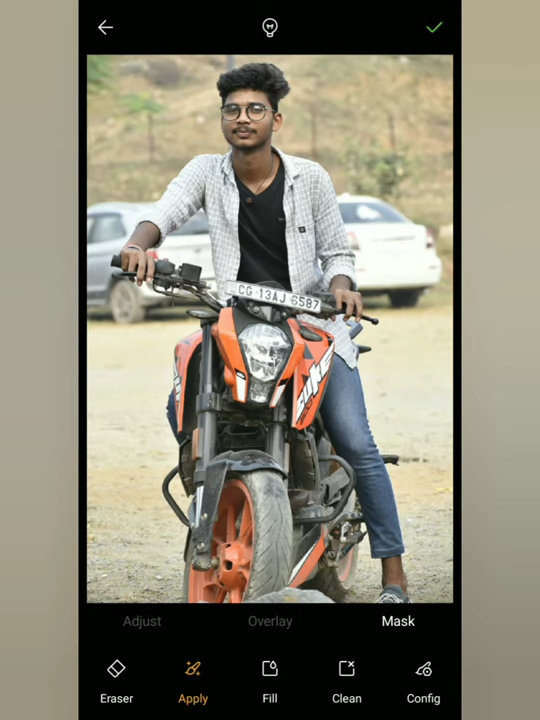 CG 13AJ 6587
DUKE
Adjust Overlay Mask
Eraser Apply Fill Clean Config